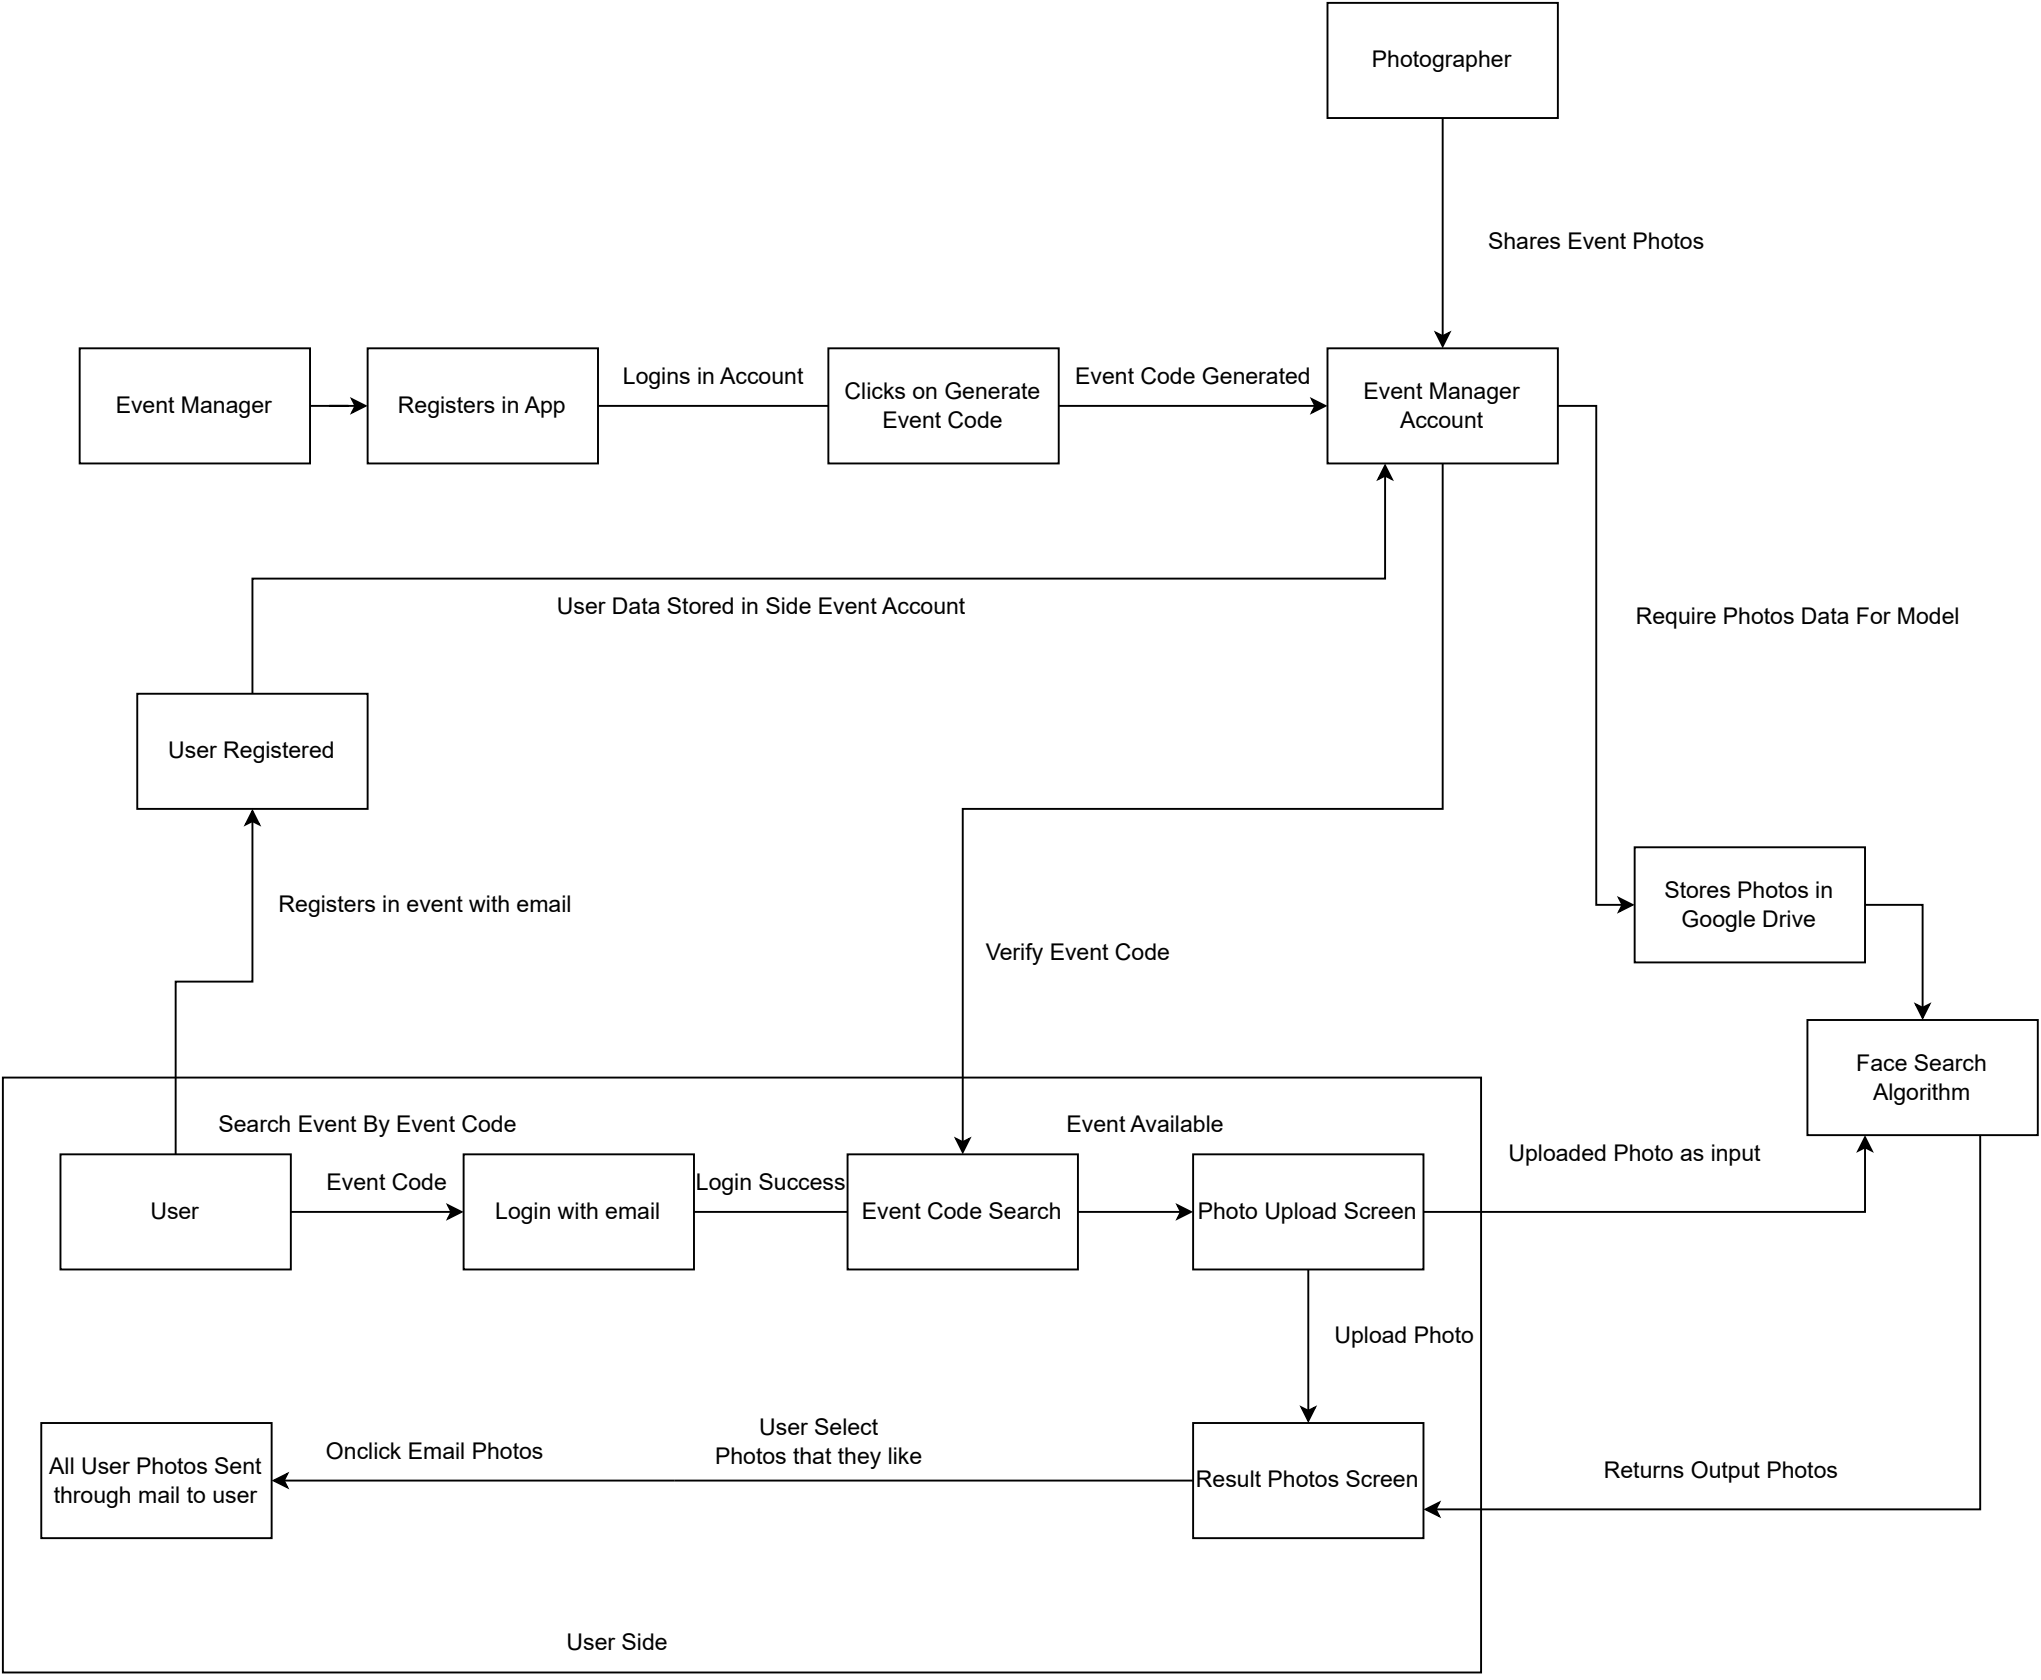 Photographer
Shares Event Photos
Event Manager
Registers in App
Logins in Account
Clicks on Generate
Event Code
Event Code Generated
Event Manager
Account
User Data Stored in Side Event Account
Require Photos Data For Model
User Registered
Registers in event with email
Verify Event Code
Stores Photos in
Google Drive
Face Search
Algorithm
Search Event By Event Code
Event Available
Uploaded Photo as input
User
Event Code
Login with email
Login Success
Event Code Search
Photo Upload Screen
Upload Photo
All User Photos Sent
through mail to user
Onclick Email Photos
User Select
Photos that they like
Result Photos Screen
Returns Output Photos
User Side